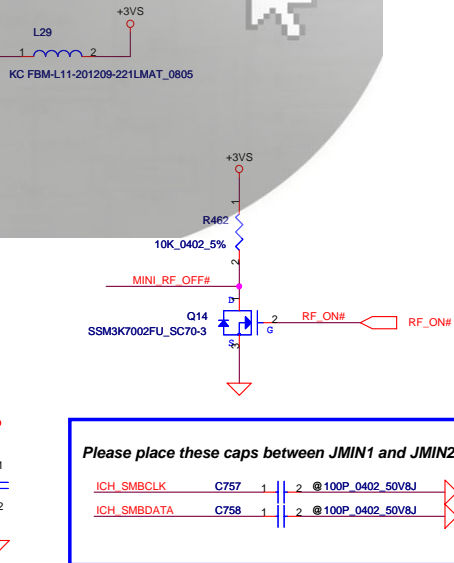 +3VS
L29
1 2
KC FBM-L11-201209-221LMAT_0805
+3VS
1
R462
10K_0402_5%
2
MINI_RF_OFF#
D 1
Q14
SSM3K7002FU_SC70-3
2 RF_ON# RF_ON#
G
S 3
Please place these caps between JMIN1 and JMIN2
2
ICH_SMBCLK C757 1 2 @100P_0402_50V8J
ICH_SMBDATA C758 1 2 @100P_0402_50V8J